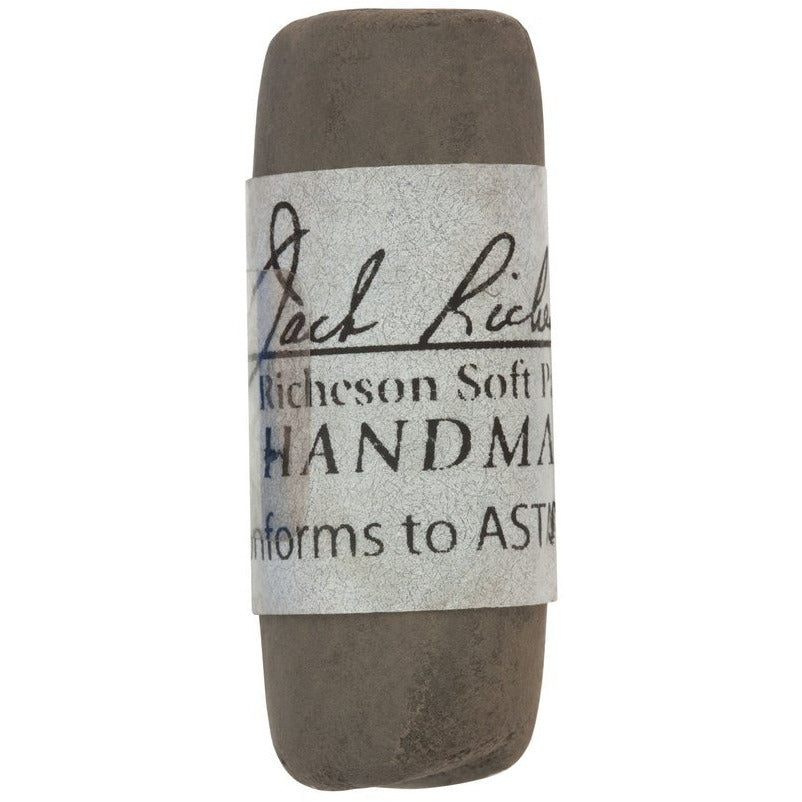 Jack Riche
Richeson Soft P
HANDMA
nforms to AST